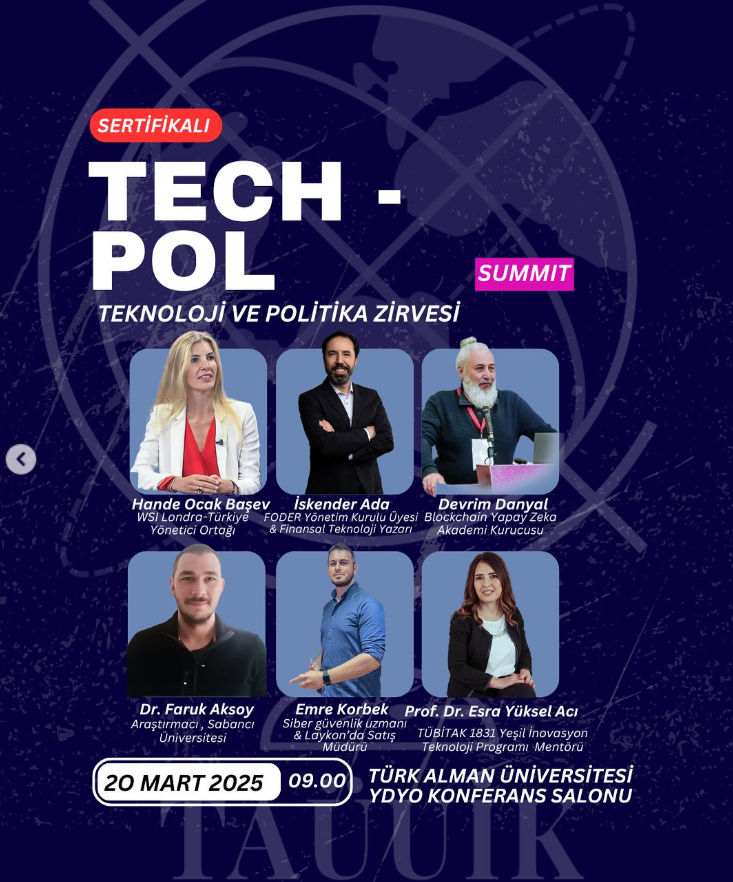 SERTİFİKALI
TECH -
POL
SUMMIT
TEKNOLOJİ VE POLİTİKA ZİRVESİ
Hande Ocak Başev
WSI Londra-Türkiye
Yönetici Ortağı
İskender Ada
FODER Yönetim Kurulu Üyesi
& Finansal Teknoloji Yazarı
Devrim Danyal
Blockchain Yapay Zeka
Akademi Kurucusu
Dr. Faruk Aksoy
Araştırmacı , Sabancı
Üniversitesi
Emre Korbek
Siber güvenlik uzmanı
& Laykon'da Satış
Müdürü
Prof. Dr. Esra Yüksel Acı
TÜBİTAK 1831 Yeşil İnovasyon
Teknoloji Programı Mentörü
20 MART 2025
09.00
TÜRK ALMAN ÜNİVERSİTESİ
YDYO KONFERANS SALONU
TAUUIK